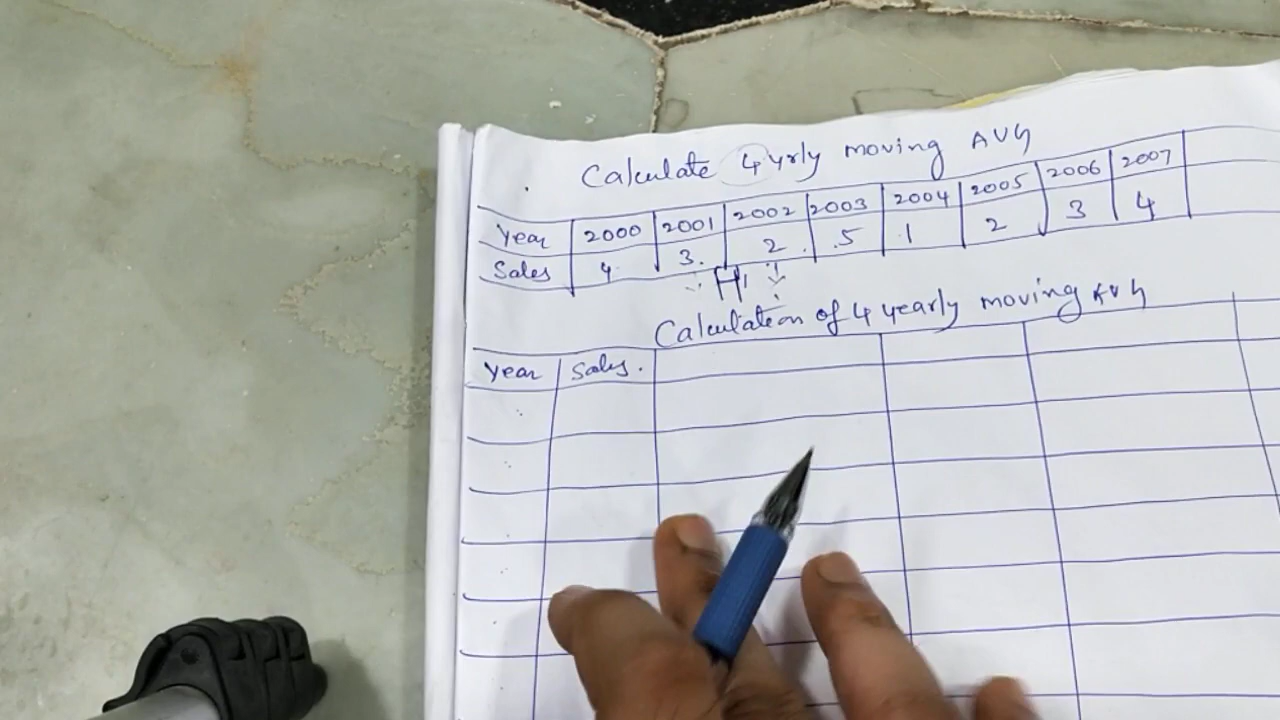 Calculate 4 yrly moving AVG
Year 2000 2001 2002 2003 2004 2005 2006 2007
Sales 4 3. 2 . .5 1 2 3 4
Calculation of 4 yearly moving AVG
Year Sales.